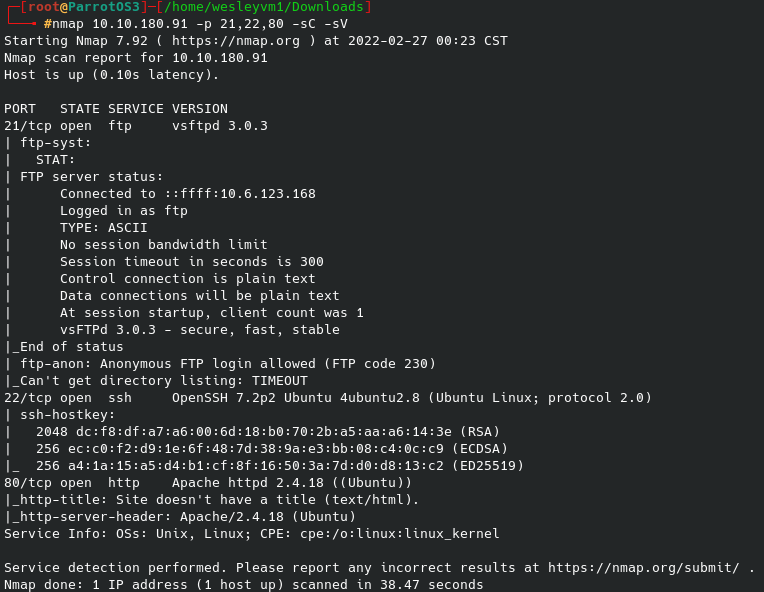 ┌─[root@ParrotOS3]─[/home/wesleyvm1/Downloads]
└──╼ #nmap 10.10.180.91 -p 21,22,80 -sC -sV
Starting Nmap 7.92 ( https://nmap.org ) at 2022-02-27 00:23 CST
Nmap scan report for 10.10.180.91
Host is up (0.10s latency).

PORT   STATE SERVICE VERSION
21/tcp open  ftp     vsftpd 3.0.3
| ftp-syst:
|   STAT:
| FTP server status:
|      Connected to ::ffff:10.6.123.168
|      Logged in as ftp
|      TYPE: ASCII
|      No session bandwidth limit
|      Session timeout in seconds is 300
|      Control connection is plain text
|      Data connections will be plain text
|      At session startup, client count was 1
|      vsFTPd 3.0.3 - secure, fast, stable
|_End of status
| ftp-anon: Anonymous FTP login allowed (FTP code 230)
|_Can't get directory listing: TIMEOUT
22/tcp open  ssh     OpenSSH 7.2p2 Ubuntu 4ubuntu2.8 (Ubuntu Linux; protocol 2.0)
| ssh-hostkey:
|   2048 dc:f8:df:a7:a6:00:6d:18:b0:70:2b:a5:aa:a6:14:3e (RSA)
|   256 ec:c0:f2:d9:1e:6f:48:7d:38:9a:e3:bb:08:c4:0c:c9 (ECDSA)
|_  256 a4:1a:15:a5:d4:b1:cf:8f:16:50:3a:7d:d0:d8:13:c2 (ED25519)
80/tcp open  http    Apache httpd 2.4.18 ((Ubuntu))
|_http-title: Site doesn't have a title (text/html).
|_http-server-header: Apache/2.4.18 (Ubuntu)
Service Info: OSs: Unix, Linux; CPE: cpe:/o:linux:linux_kernel

Service detection performed. Please report any incorrect results at https://nmap.org/submit/ .
Nmap done: 1 IP address (1 host up) scanned in 38.47 seconds